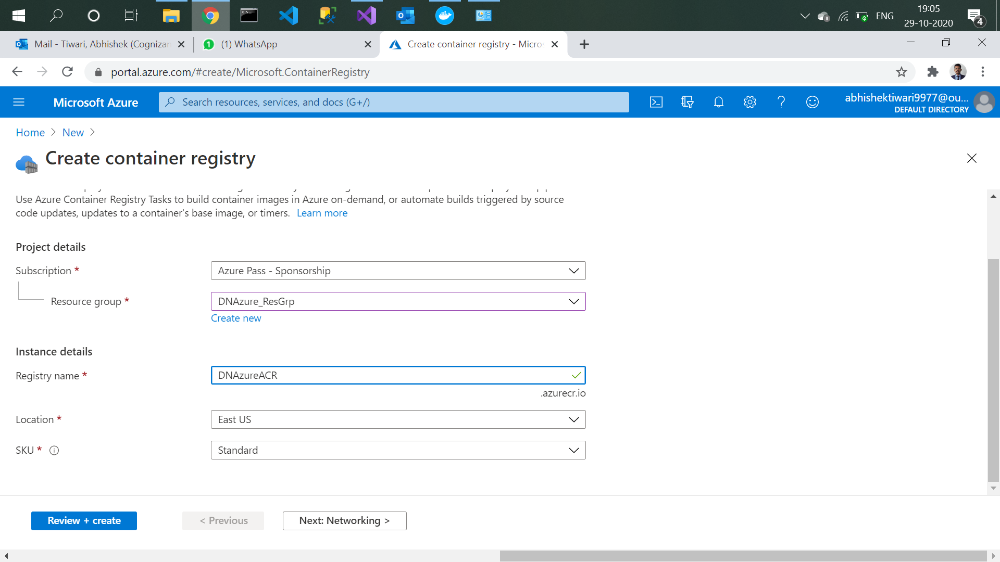 ENG
19:05
29-10-2020
4
Mail - Tiwari, Abhishek (Cognizan
(1) WhatsApp
Create container registry - Micros
portal.azure.com/#create/Microsoft.ContainerRegistry
Microsoft Azure
Search resources, services, and docs (G+/)
abhishektiwari9977@ou...
DEFAULT DIRECTORY
Home > New >
Create container registry
Use Azure Container Registry Tasks to build container images in Azure on-demand, or automate builds triggered by source
code updates, updates to a container's base image, or timers. Learn more
Project details
Subscription *
Azure Pass - Sponsorship
Resource group *
DNAzure_ResGrp
Create new
Instance details
Registry name *
DNAzureACR
.azurecr.io
Location *
East US
SKU *
Standard
Review + create
< Previous
Next: Networking >